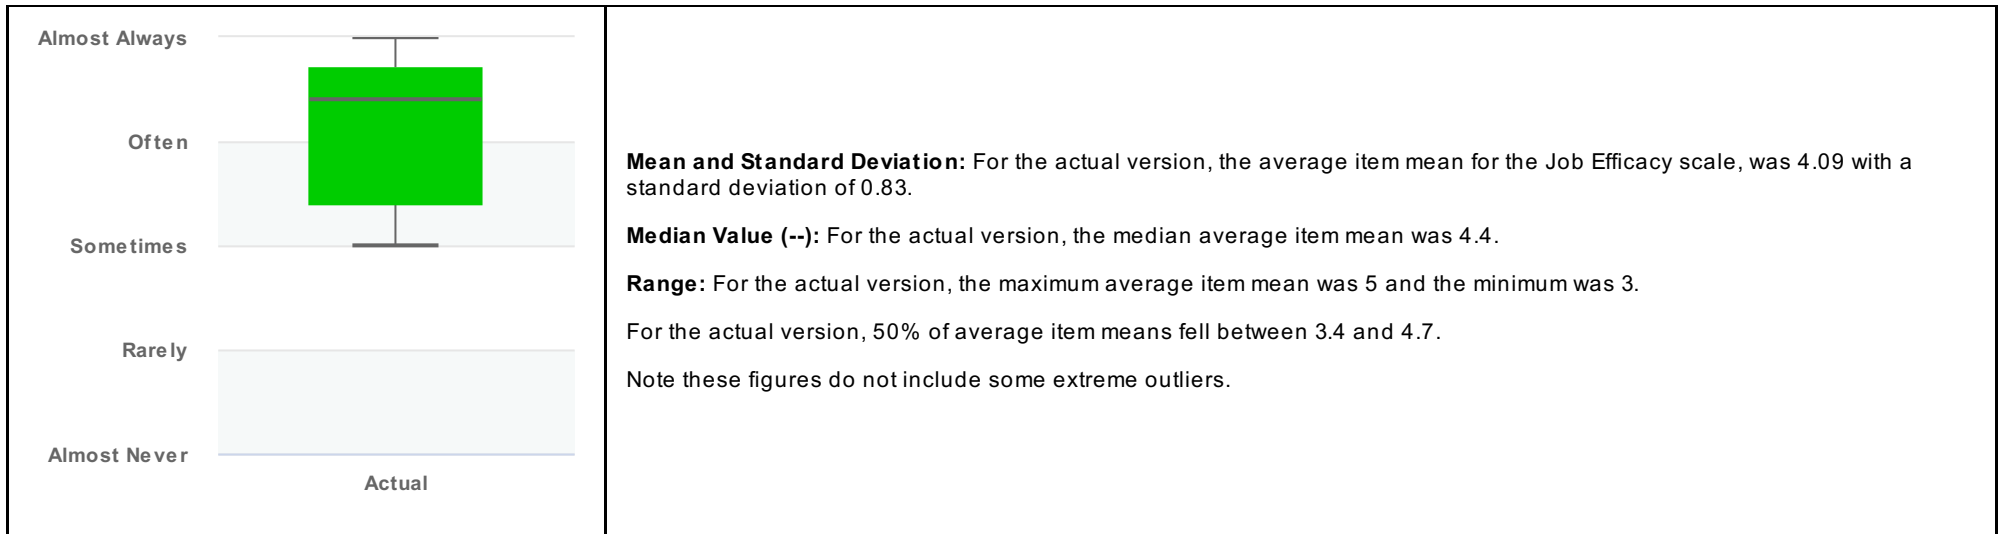 Almost Always
Often
Sometimes
Rarely
Almost Never
Actual
Mean and Standard Deviation: For the actual version, the average item mean for the Job Efficacy scale, was 4.09 with a
standard deviation of 0.83.
Median Value (--): For the actual version, the median average item mean was 4.4.
Range: For the actual version, the maximum average item mean was 5 and the minimum was 3.
For the actual version, 50% of average item means fell between 3.4 and 4.7.
Note these figures do not include some extreme outliers.